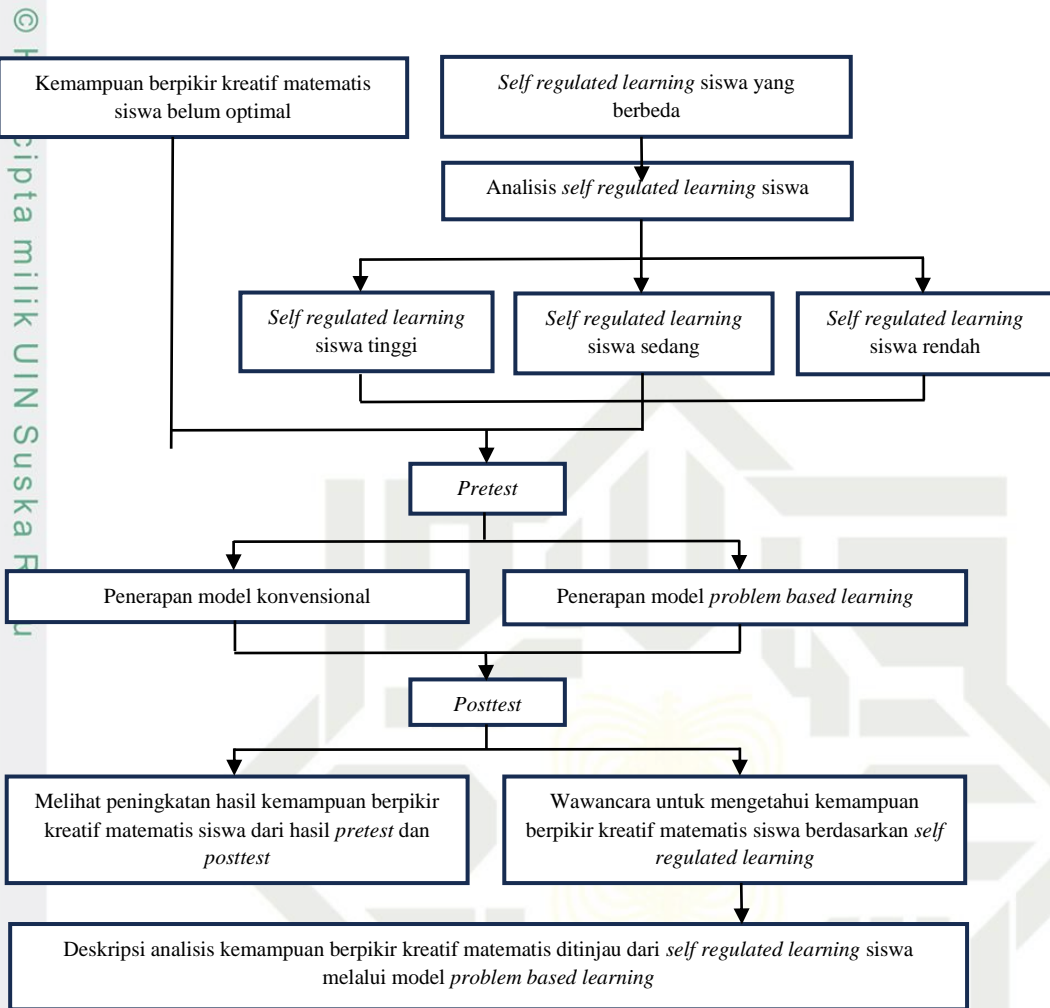 © H cipta milik UIN Suska R u
Kemampuan berpikir kreatif matematis
siswa belum optimal
Self regulated learning siswa yang
berbeda
Analisis self regulated learning siswa
Self regulated learning
siswa tinggi
Self regulated learning
siswa sedang
Self regulated learning
siswa rendah
Pretest
Penerapan model konvensional
Penerapan model problem based learning
Posttest
Melihat peningkatan hasil kemampuan berpikir
kreatif matematis siswa dari hasil pretest dan
posttest
Wawancara untuk mengetahui kemampuan
berpikir kreatif matematis siswa berdasarkan self
regulated learning
Deskripsi analisis kemampuan berpikir kreatif matematis ditinjau dari self regulated learning siswa
melalui model problem based learning